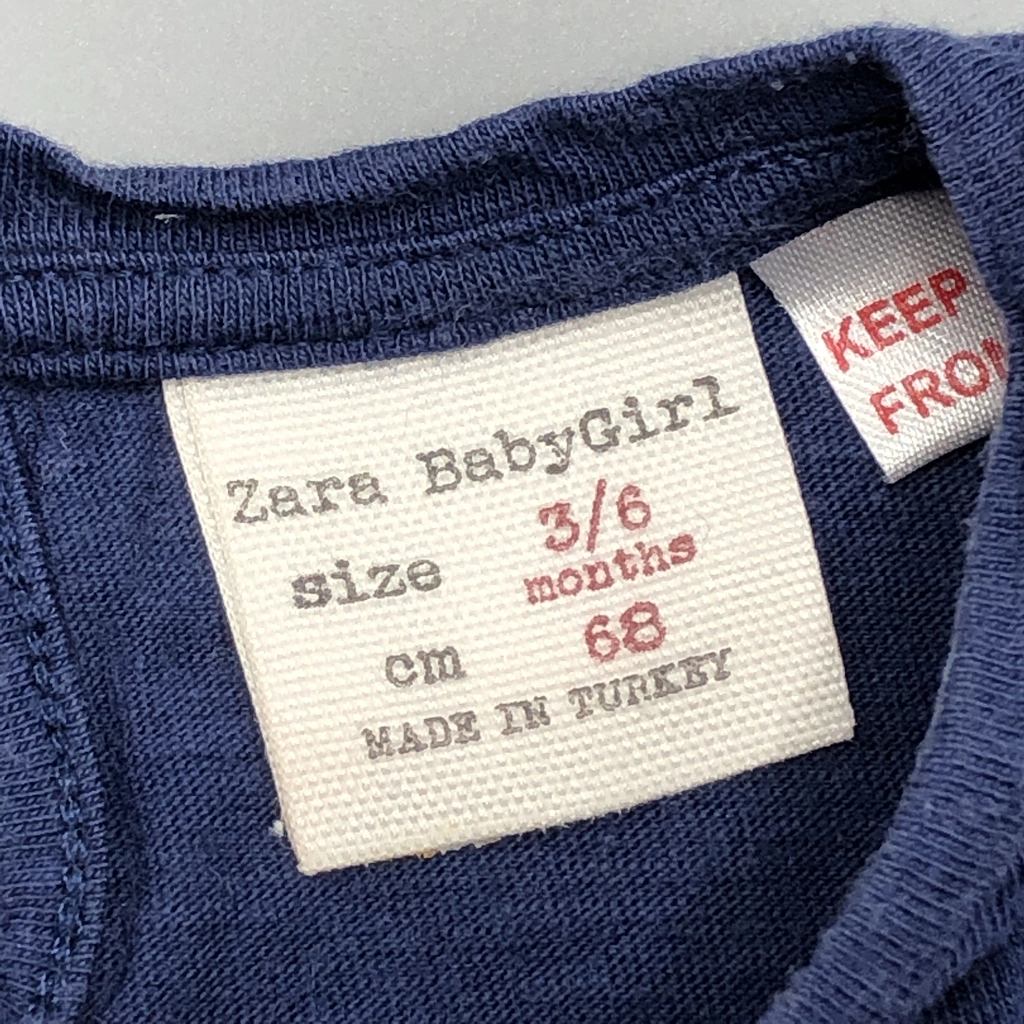 Zara BabyGirl
size 3/6
months
cm 68
MADE IN TURKEY
KEEP
FROM